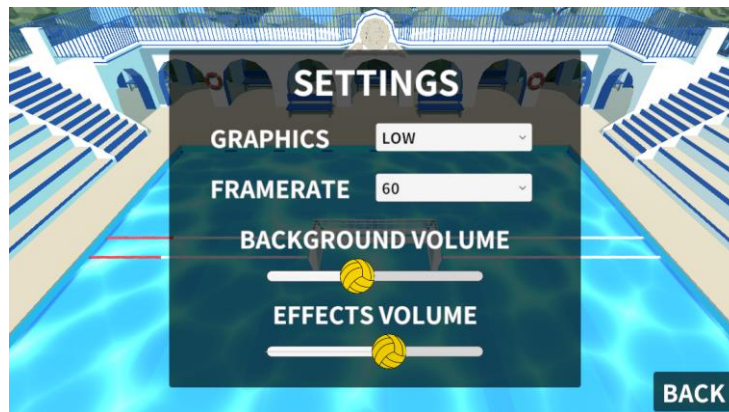 SETTINGS
GRAPHICS LOW
FRAMERATE 60
BACKGROUND VOLUME
EFFECTS VOLUME
BACK